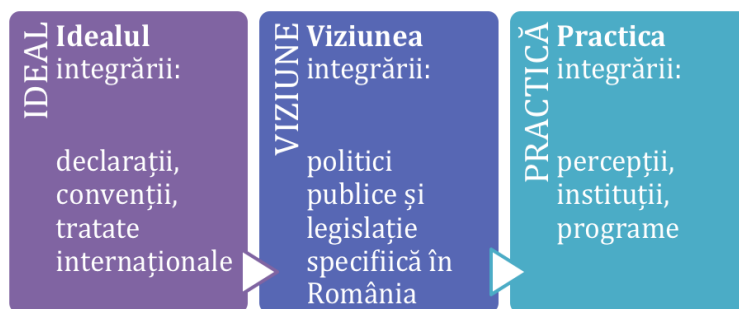 IDEAL
Idealul
integrării:
declarații,
convenții,
tratate
internaționale
VIZIUNE
Viziunea
integrării:
politici
publice și
legislație
specifiică în
România
PRACTICĂ
Practica
integrării:
percepții,
instituții,
programe